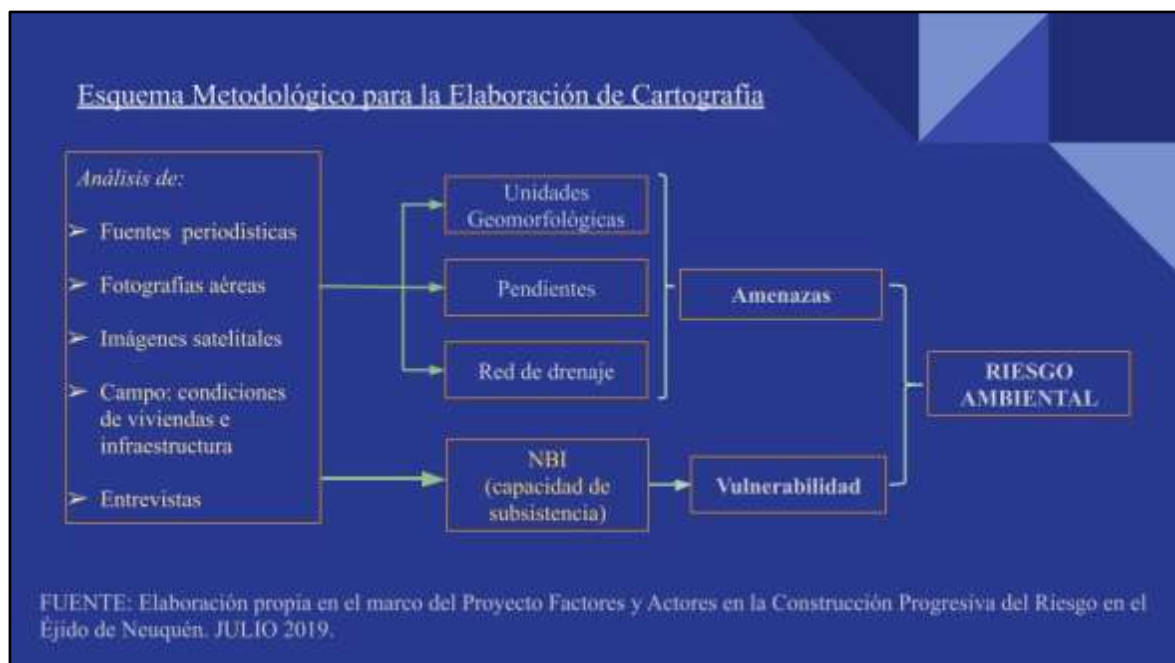 Esquema Metodológico para la Elaboración de Cartografía
Análisis de:
➢ Fuentes periodísticas
➢ Fotografías aéreas
➢ Imágenes satelitales
➢ Campo: condiciones
de viviendas e
infraestructura
➢ Entrevistas
Unidades
Geomorfológicas
Pendientes
Red de drenaje
NBI
(capacidad de
subsistencia)
Amenazas
Vulnerabilidad
RIESGO
AMBIENTAL
FUENTE: Elaboración propia en el marco del Proyecto Factores y Actores en la Construcción Progresiva del Riesgo en el
Éjido de Neuquén. JULIO 2019.